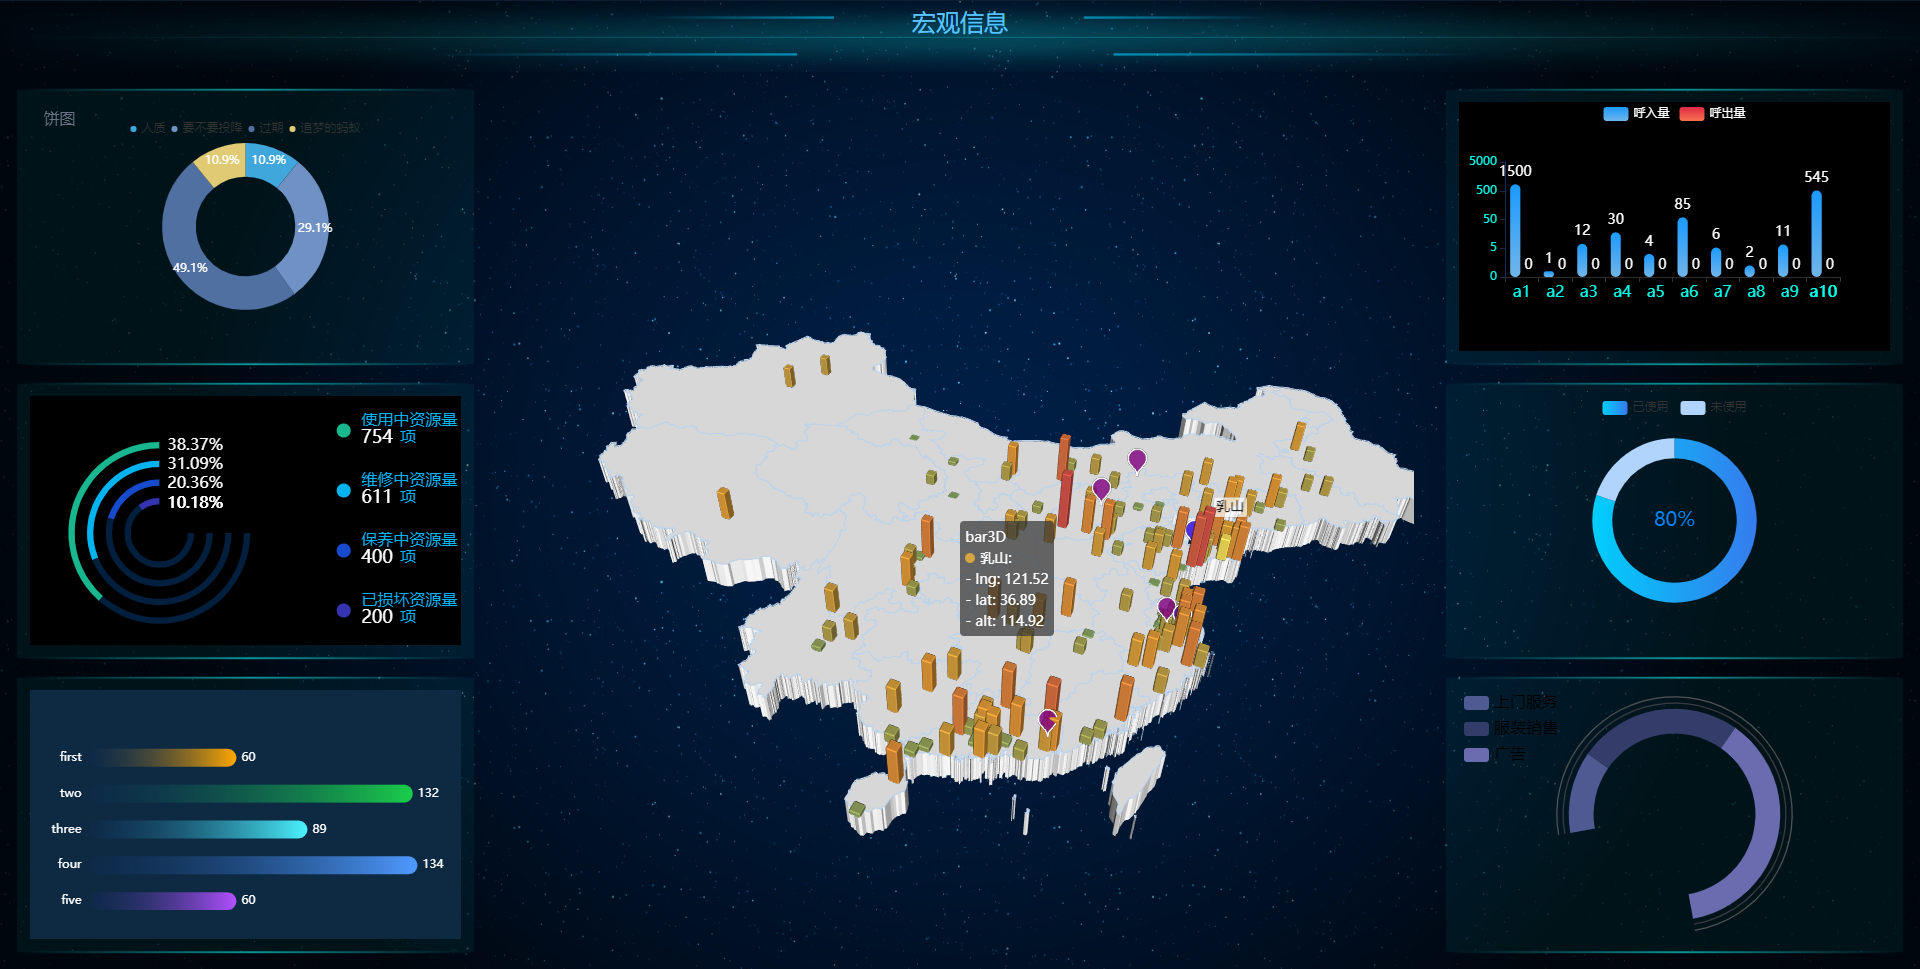 宏观信息
饼图
人质 要不要投降 过期 追梦的蚂蚁
10.9% 10.9%
29.1%
49.1%
38.37%
31.09%
20.36%
10.18%
使用中资源量
754 项
维修中资源量
611 项
保养中资源量
400 项
已损坏资源量
200 项
first 60
two 132
three 89
four 134
five 60
乳山
bar3D
乳山:
- lng: 121.52
- lat: 36.89
- alt: 114.92
呼入量 呼出量
5000
500
50
5
0
1500 0 1 0 12 0 30 0 4 0 85 0 6 0 2 0 11 0 545 0
a1 a2 a3 a4 a5 a6 a7 a8 a9 a10
已使用 未使用
80%
上门服务
服装销售
广告